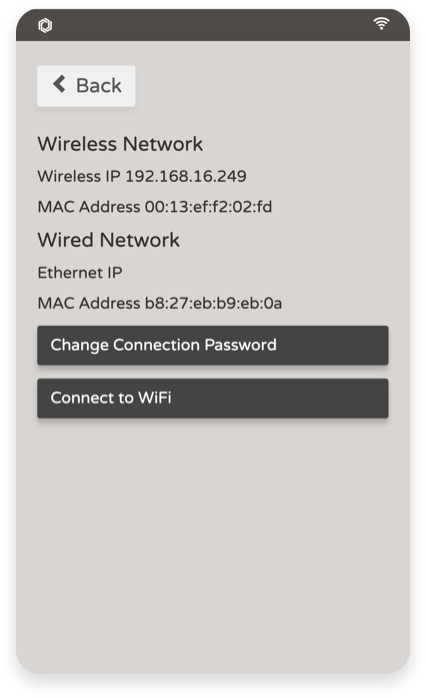 Back
Wireless Network
Wireless IP 192.168.16.249
MAC Address 00:13:ef:f2:02:fd
Wired Network
Ethernet IP
MAC Address b8:27:eb:b9:eb:0a
Change Connection Password
Connect to WiFi